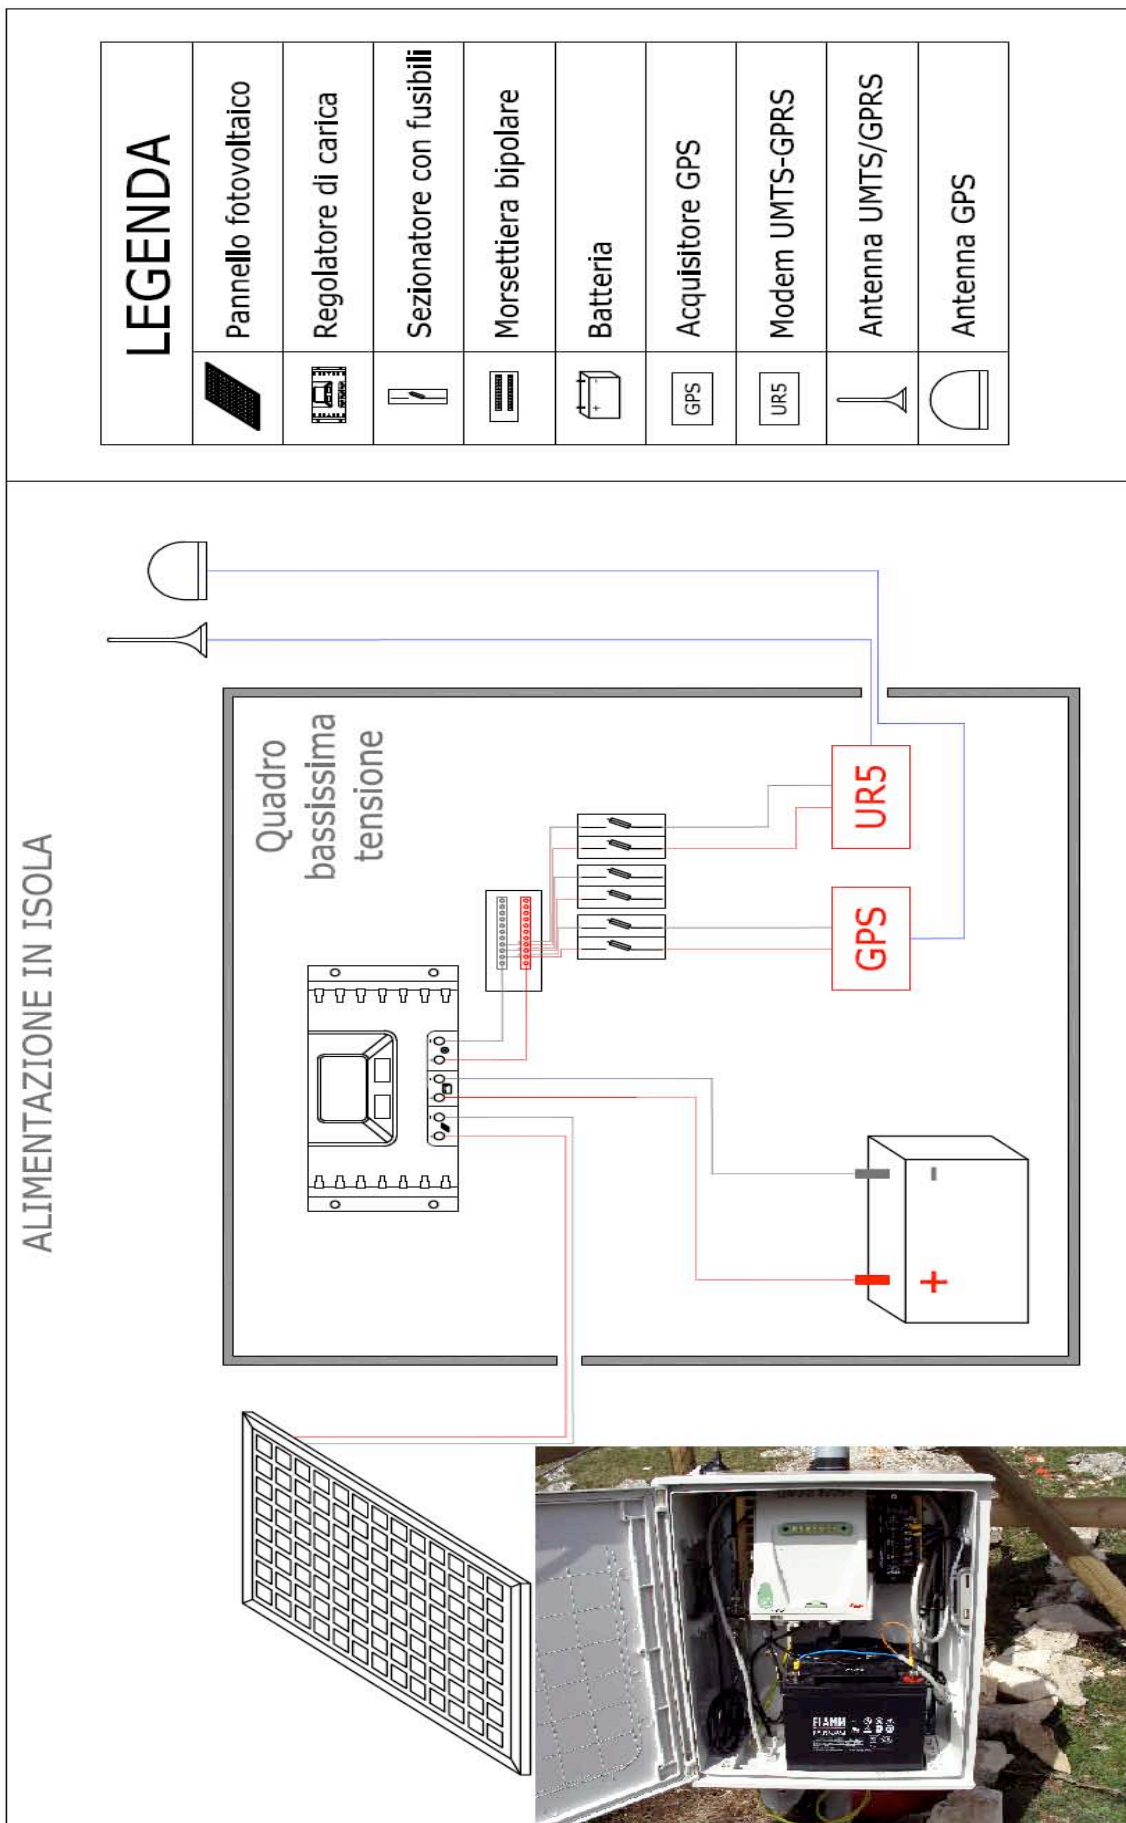 ALIMENTAZIONE IN ISOLA
Quadro
bassissima
tensione
UR5
GPS
-
+
FIAMM
LEGENDA
Pannello fotovoltaico
Regolatore di carica
Sezionatore con fusibili
Morsettiera bipolare
+ -
Batteria
GPS
Acquisitore GPS
UR5
Modem UMTS-GPRS
Antenna UMTS/GPRS
Antenna GPS